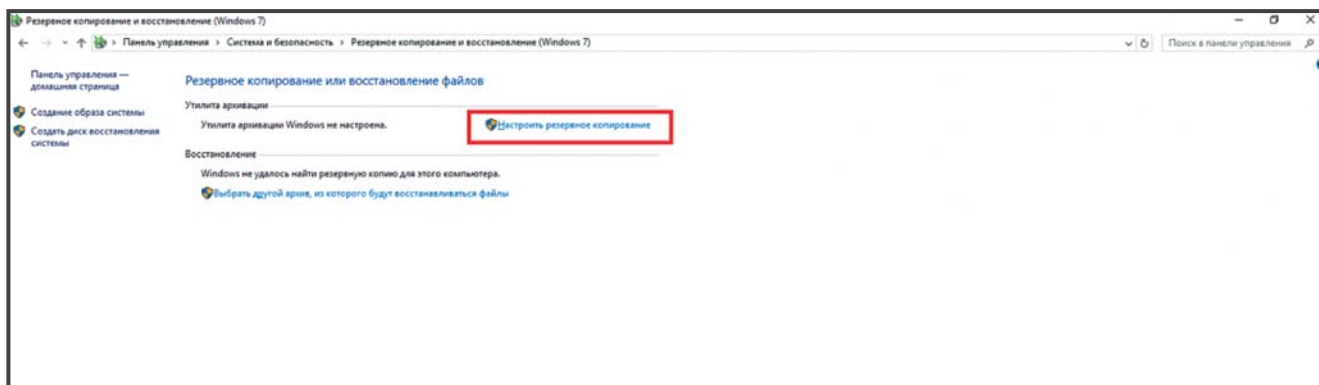 Резервное копирование и восстановление (Windows 7)
Панель управления > Система и безопасность > Резервное копирование и восстановление (Windows 7)
Поиск в панели управления
Панель управления —
домашняя страница
Создание образа системы
Создать диск восстановления
системы
Резервное копирование или восстановление файлов
Утилита архивации
Утилита архивации Windows не настроена.
Настроить резервное копирование
Восстановление
Windows не удалось найти резервную копию для этого компьютера.
Выбрать другой архив, из которого будут восстанавливаться файлы